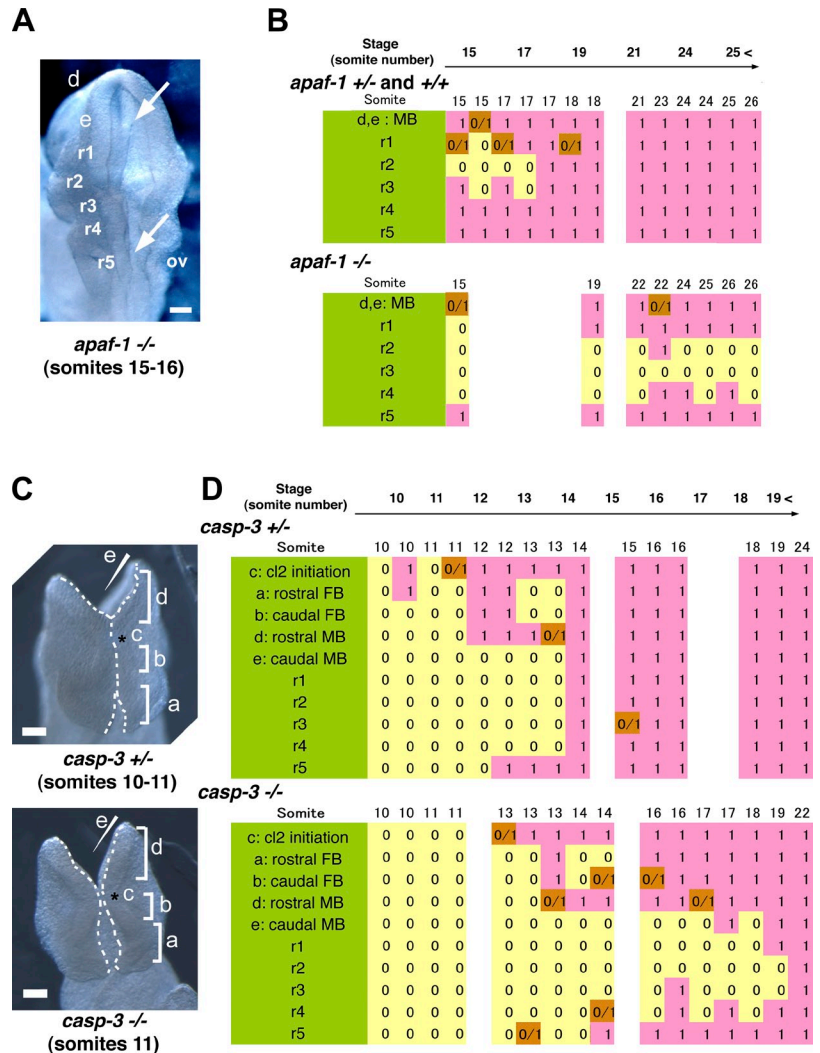 A
d
e
r1
r2
r3
r4
r5
ov
apaf-1 -/-
(somites 15-16)
B
Stage
(somite number) 15 17 19 21 24 25 <
apaf-1 +/- and +/+
Somite 15 15 17 17 17 18 18 21 23 24 24 25 26
d,e : MB 1 0/1 1 1 1 1 1 1 1 1 1 1 1
r1 0/1 0 0/1 1 1 0/1 1 1 1 1 1 1 1
r2 0 0 0 0 1 1 1 1 1 1 1 1 1
r3 1 0 1 0 1 1 1 1 1 1 1 1 1
r4 1 1 1 1 1 1 1 1 1 1 1 1 1
r5 1 1 1 1 1 1 1 1 1 1 1 1 1
apaf-1 -/-
Somite 15 19 22 22 24 25 26 26
d,e: MB 0/1 1 1 0/1 1 1 1 1
r1 0 1 1 1 1 1 1 1
r2 0 0 0 1 0 0 0 0
r3 0 0 0 0 0 0 0 0
r4 0 0 0 1 1 0 1 0
r5 1 1 1 1 1 1 1 1
C
e
d
* c
b
a
casp-3 +/-
(somites 10-11)
e
d
* c
b
a
casp-3 -/-
(somites 11)
D
Stage
(somite number) 10 11 12 13 14 15 16 17 18 19 <
casp-3 +/-
Somite 10 10 11 11 12 12 13 13 14 15 16 16 18 19 24
c: cl2 initiation 0 1 0 0/1 1 1 1 1 1 1 1 1 1 1 1
a: rostral FB 0 1 0 0 1 1 0 0 1 1 1 1 1 1 1
b: caudal FB 0 0 0 0 1 1 0 0 1 1 1 1 1 1 1
d: rostral MB 0 0 0 0 1 1 1 0/1 1 1 1 1 1 1 1
e: caudal MB 0 0 0 0 0 0 0 0 1 1 1 1 1 1 1
r1 0 0 0 0 0 0 0 0 1 1 1 1 1 1 1
r2 0 0 0 0 0 0 0 0 1 1 1 1 1 1 1
r3 0 0 0 0 0 0 0 0 1 0/1 1 1 1 1 1
r4 0 0 0 0 0 0 0 0 1 1 1 1 1 1 1
r5 0 0 0 0 0 1 1 1 1 1 1 1 1 1 1
casp-3 -/-
Somite 10 10 11 11 13 13 13 14 14 16 16 17 17 18 19 22
c: cl2 initiation 0 0 0 0 0/1 1 1 1 1 1 1 1 1 1 1 1
a: rostral FB 0 0 0 0 0 0 1 0 0 1 1 1 1 1 1 1
b: caudal FB 0 0 0 0 0 0 1 0 0/1 0/1 1 1 1 1 1 1
d: rostral MB 0 0 0 0 0 0 0/1 1 1 1 1 0/1 1 1 1 1
e: caudal MB 0 0 0 0 0 0 0 0 0 0 0 0 1 0 1 1
r1 0 0 0 0 0 0 0 0 0 0 0 0 0 0 1 1
r2 0 0 0 0 0 0 0 0 0 0 0 0 0 0 0 1
r3 0 0 0 0 0 0 0 0 0 0 1 0 0 0 0 1
r4 0 0 0 0 0 0 0 0 0/1 0 1 0 1 0 1 1
r5 0 0 0 0 0 0/1 0 0 1 1 1 1 1 1 1 1